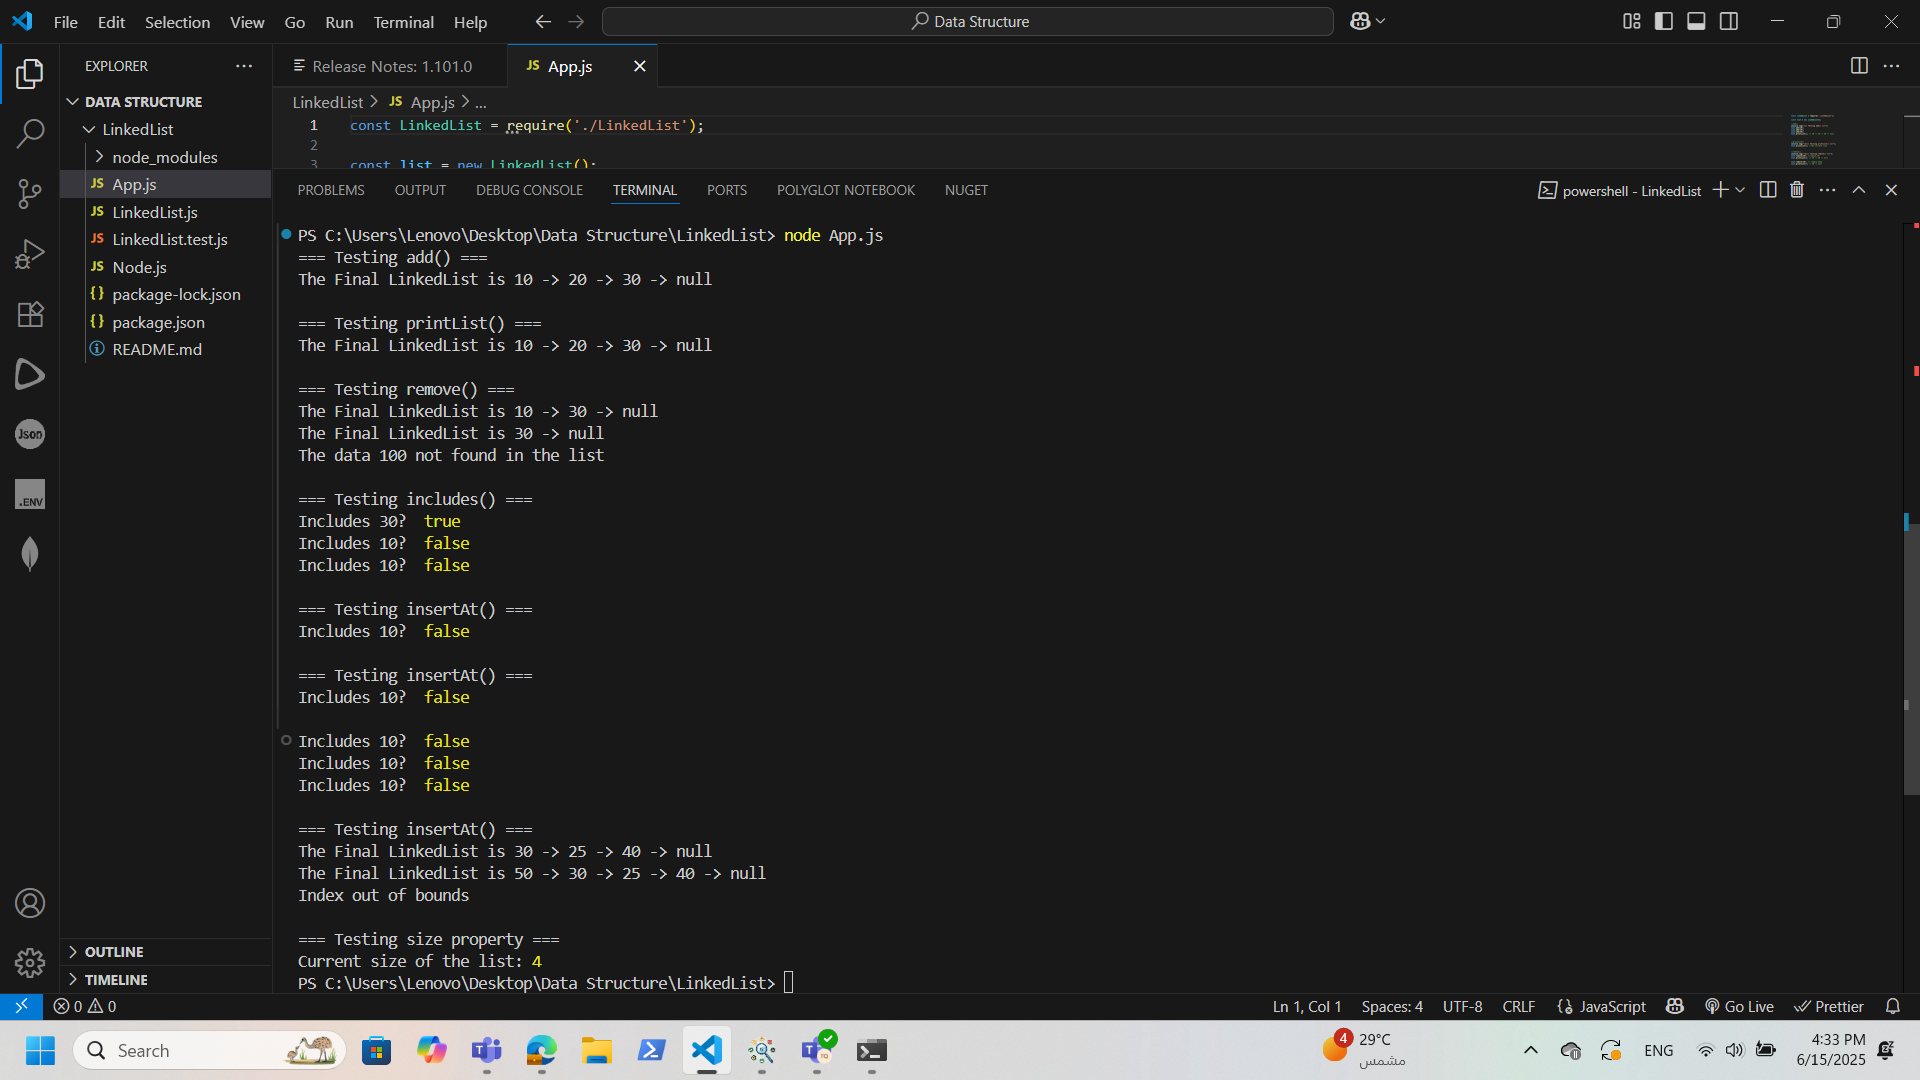 File Edit Selection View Go Run Terminal Help
Data Structure
EXPLORER
DATA STRUCTURE
LinkedList
node_modules
JS App.js
JS LinkedList.js
JS LinkedList.test.js
JS Node.js
{} package-lock.json
{} package.json
README.md
OUTLINE
TIMELINE
Json
.ENV
Release Notes: 1.101.0
JS App.js
LinkedList > JS App.js > ...
1 const LinkedList = require('./LinkedList');
2
3 const list = new LinkedList();
PROBLEMS OUTPUT DEBUG CONSOLE TERMINAL PORTS POLYGLOT NOTEBOOK NUGET
powershell - LinkedList
PS C:\Users\Lenovo\Desktop\Data Structure\LinkedList> node App.js
=== Testing add() ===
The Final LinkedList is 10 -> 20 -> 30 -> null
=== Testing printList() ===
The Final LinkedList is 10 -> 20 -> 30 -> null
=== Testing remove() ===
The Final LinkedList is 10 -> 30 -> null
The Final LinkedList is 30 -> null
The data 100 not found in the list
=== Testing includes() ===
Includes 30? true
Includes 10? false
Includes 10? false
=== Testing insertAt() ===
Includes 10? false
=== Testing insertAt() ===
Includes 10? false
Includes 10? false
Includes 10? false
Includes 10? false
=== Testing insertAt() ===
The Final LinkedList is 30 -> 25 -> 40 -> null
The Final LinkedList is 50 -> 30 -> 25 -> 40 -> null
Index out of bounds
=== Testing size property ===
Current size of the list: 4
PS C:\Users\Lenovo\Desktop\Data Structure\LinkedList>
0 0
Ln 1, Col 1 Spaces: 4 UTF-8 CRLF {} JavaScript Go Live Prettier
Search
4
29°C
مشمس
ENG
4:33 PM
6/15/2025